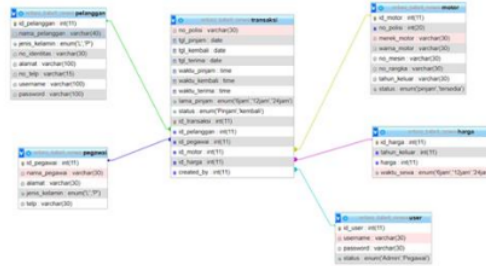 pelanggan
id_pelanggan : int(11)
nama_pelanggan : varchar(40)
jenis_kelamin : enum('L','P')
no_identitas : varchar(30)
alamat : varchar(100)
no_telp : varchar(15)
username : varchar(100)
password : varchar(100)
pegawai
id_pegawai : int(11)
nama_pegawai : varchar(30)
alamat : varchar(30)
jenis_kelamin : enum('L','P')
telp : varchar(30)
transaksi
no_polisi : varchar(30)
tgl_pinjam : date
tgl_kembali : date
tgl_terima : date
waktu_pinjam : time
waktu_kembali : time
waktu_terima : time
lama_pinjam : enum('6jam','12jam','24jam')
status : enum('Pinjam','kembali')
id_transaksi : int(11)
id_pelanggan : int(11)
id_pegawai : int(11)
id_motor : int(11)
id_harga : int(11)
created_by : int(11)
motor
id_motor : int(11)
no_polisi : int(20)
merek_motor : varchar(30)
warna_motor : varchar(30)
no_mesin : varchar(30)
no_rangka : varchar(30)
tahun_keluar : varchar(30)
status : enum('pinjam','tersedia')
harga
id_harga : int(11)
tahun_keluar : int(11)
harga : int(11)
waktu_sewa : enum('6jam','12jam','24jam')
user
id_user : int(11)
username : varchar(30)
password : varchar(30)
status : enum('Admin','Pegawai')